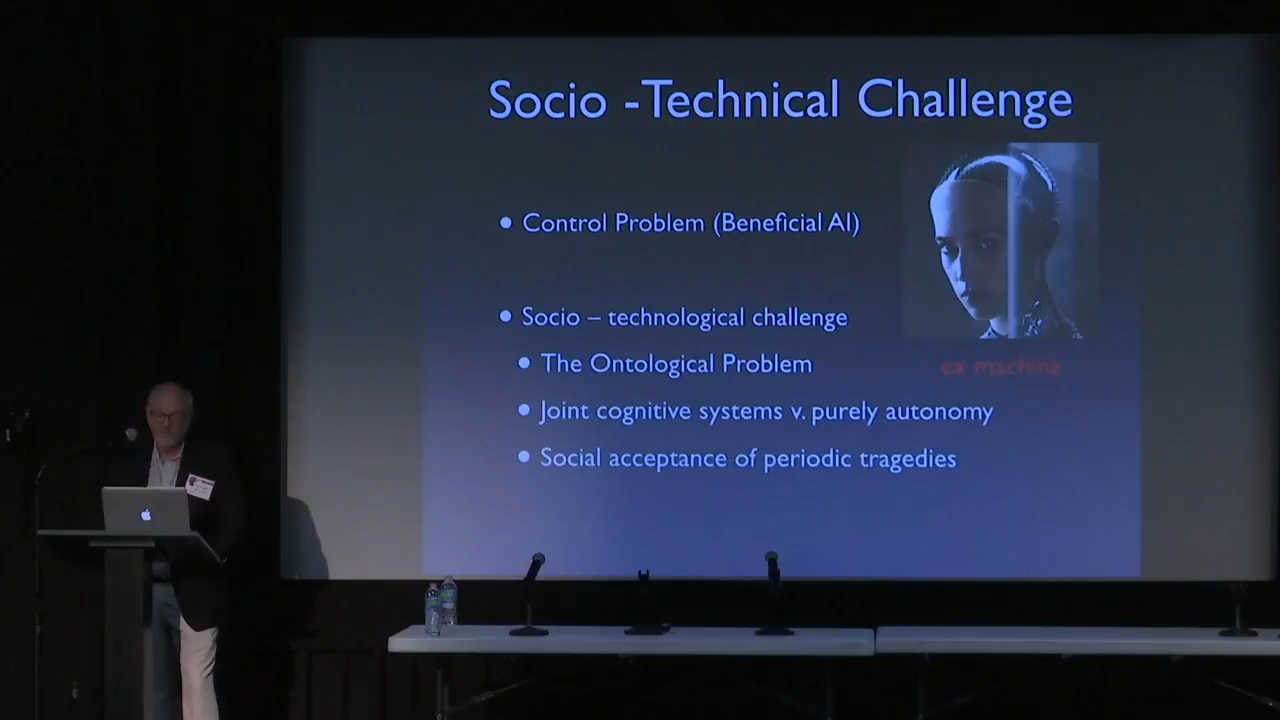 Socio -Technical Challenge
• Control Problem (Beneficial AI)
• Socio – technological challenge
• The Ontological Problem
• Joint cognitive systems v. purely autonomy
• Social acceptance of periodic tragedies
ex machina